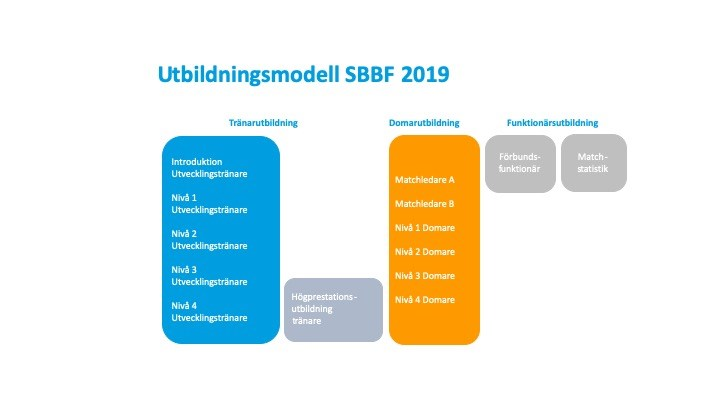 Utbildningsmodell SBBF 2019
Tränarutbildning
Domarutbildning
Funktionärsutbildning
Introduktion
Utvecklingstränare
Nivå 1
Utvecklingstränare
Nivå 2
Utvecklingstränare
Nivå 3
Utvecklingstränare
Nivå 4
Utvecklingstränare
Högprestations-
utbildning
tränare
Matchledare A
Matchledare B
Nivå 1 Domare
Nivå 2 Domare
Nivå 3 Domare
Nivå 4 Domare
Förbunds-
funktionär
Match-
statistik